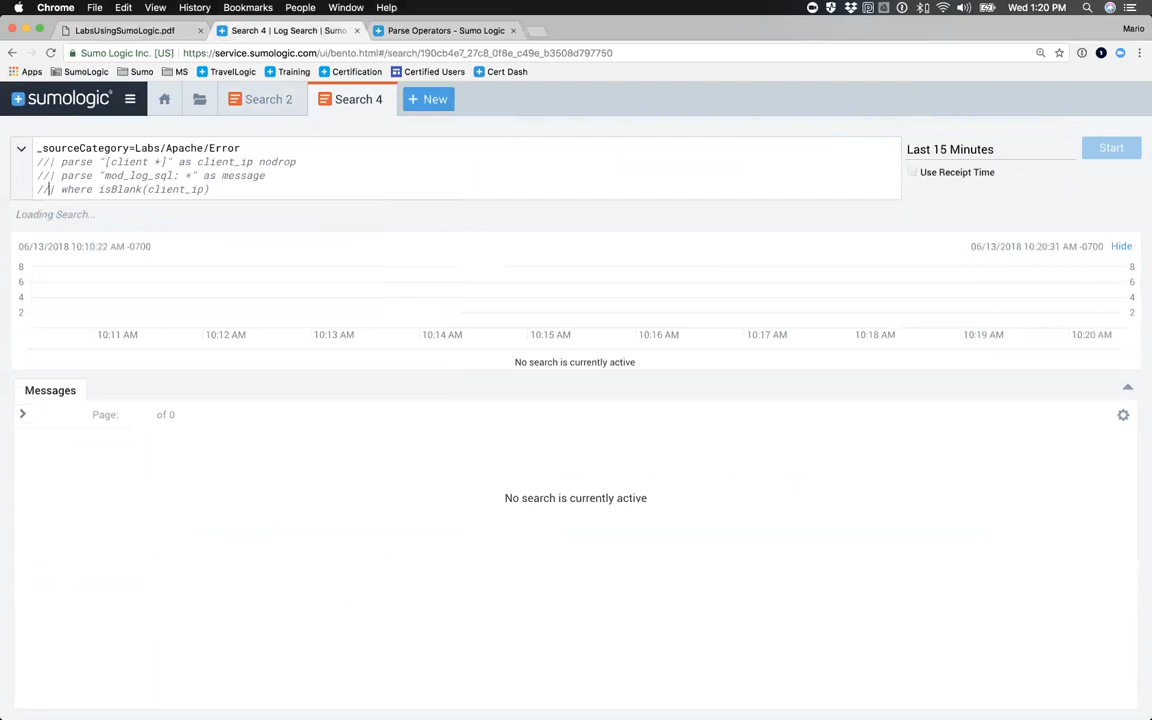 Chrome File Edit View History Bookmarks People Window Help Wed 1:20 PM
LabsUsingSumoLogic.pdf Search 4 | Log Search | Sumo Parse Operators - Sumo Logic Mario
Sumo Logic Inc. [US] https://service.sumologic.com/ui/bento.html#/search/190cb4e7_27c8_0f8e_c49e_b3508d797750
Apps SumoLogic Sumo MS TravelLogic Training Certification Certified Users Cert Dash
sumologic Search 2 Search 4 + New
_sourceCategory=Labs/Apache/Error
//| parse "[client *]" as client_ip nodrop
//| parse "mod_log_sql: *" as message
//| where isBlank(client_ip)
Last 15 Minutes Start
Use Receipt Time
Loading Search...
06/13/2018 10:10:22 AM -0700 06/13/2018 10:20:31 AM -0700 Hide
8 8
6 6
4 4
2 2
10:11 AM 10:12 AM 10:13 AM 10:14 AM 10:15 AM 10:16 AM 10:17 AM 10:18 AM 10:19 AM 10:20 AM
No search is currently active
Messages
Page: of 0
No search is currently active